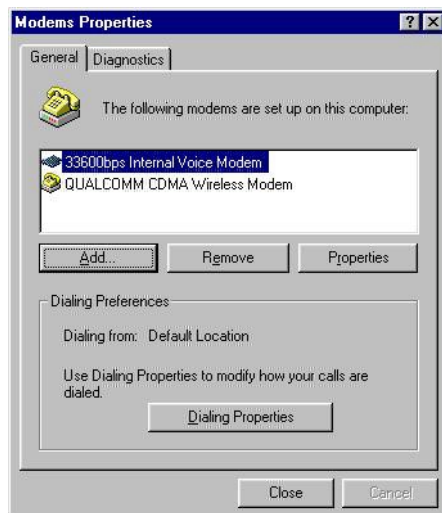 Modems Properties
General Diagnostics
The following modems are set up on this computer:
33600bps Internal Voice Modem
QUALCOMM CDMA Wireless Modem
Add... Remove Properties
Dialing Preferences
Dialing from: Default Location
Use Dialing Properties to modify how your calls are
dialed.
Dialing Properties
Close Cancel